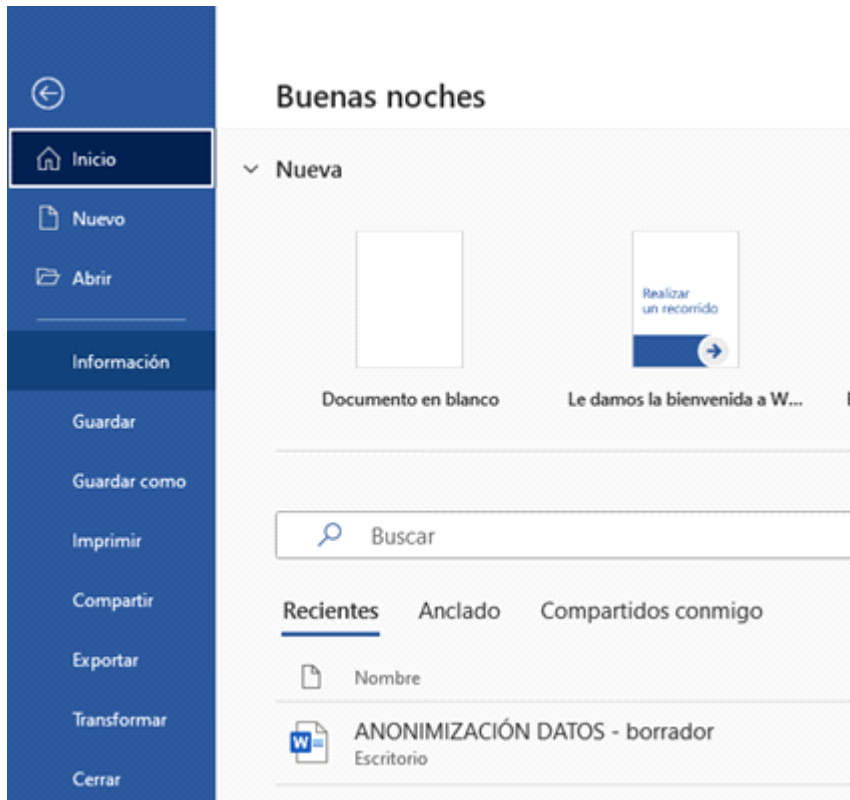 Buenas noches
Inicio
Nuevo
Abrir
Información
Guardar
Guardar como
Imprimir
Compartir
Exportar
Transformar
Cerrar
Nueva
Realizar
un recorrido
Documento en blanco
Le damos la bienvenida a W...
Buscar
Recientes Anclado Compartidos conmigo
Nombre
W
ANONIMIZACIÓN DATOS - borrador
Escritorio